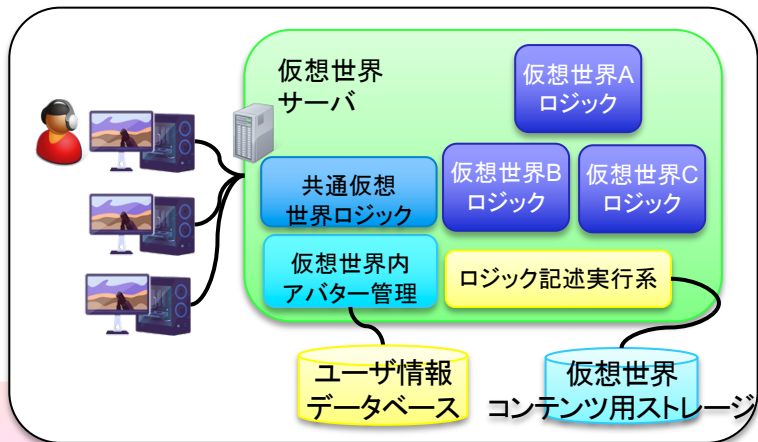 仮想世界
サーバ
仮想世界A
ロジック
共通仮想
世界ロジック
仮想世界B
ロジック
仮想世界C
ロジック
仮想世界内
アバター管理
ロジック記述実行系
ユーザ情報
データベース
仮想世界
コンテンツ用ストレージ